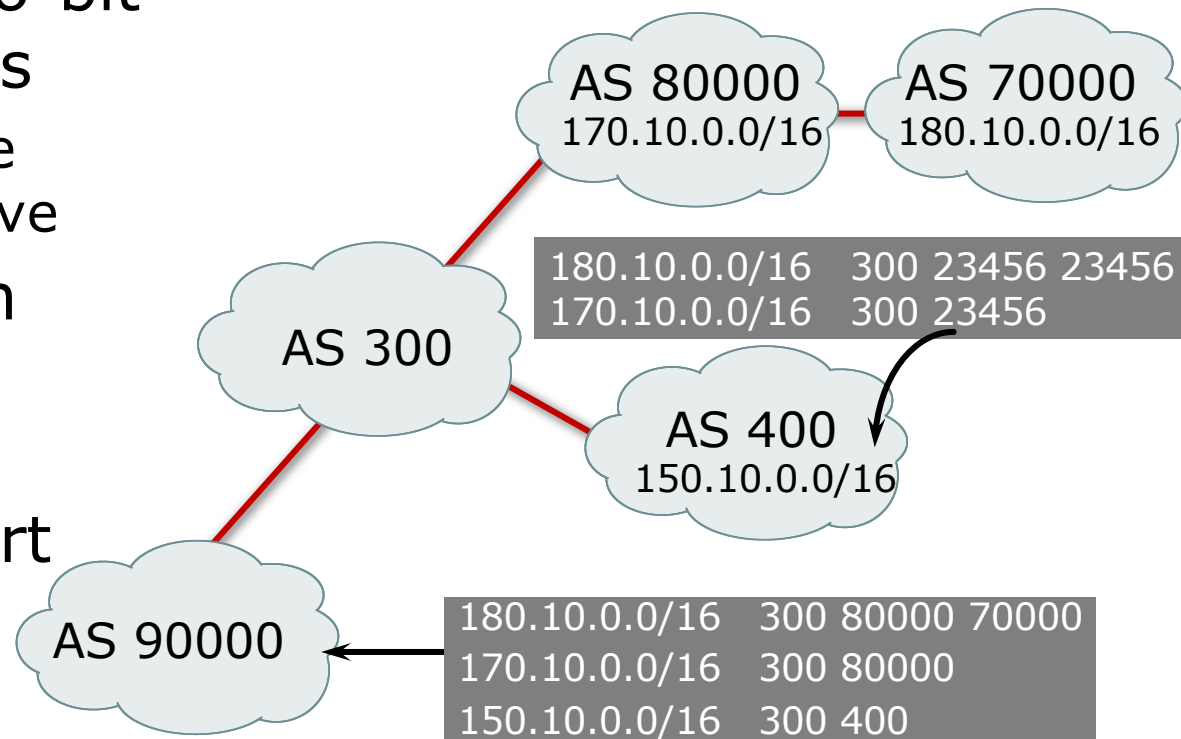 AS 80000
170.10.0.0/16
AS 70000
180.10.0.0/16
180.10.0.0/16 300 23456 23456
170.10.0.0/16 300 23456
AS 300
AS 400
150.10.0.0/16
AS 90000
180.10.0.0/16 300 80000 70000
170.10.0.0/16 300 80000
150.10.0.0/16 300 400